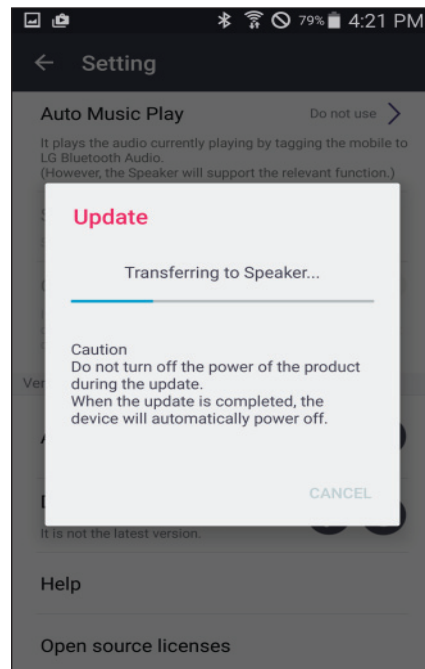 79% 4:21 PM
Setting
Auto Music Play Do not use
It plays the audio currently playing by tagging the mobile to
LG Bluetooth Audio.
(However, the Speaker will support the relevant function.)
Update
Transferring to Speaker...
Caution
Do not turn off the power of the product
during the update.
When the update is completed, the
device will automatically power off.
CANCEL
It is not the latest version.
Help
Open source licenses